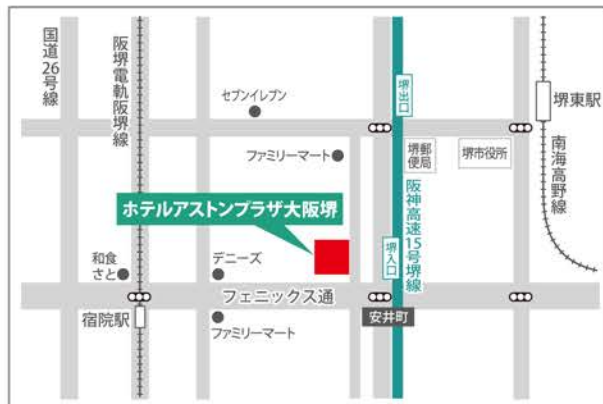 国道26号線
阪堺電軌阪堺線
セブンイレブン
ファミリーマート
堺出口
堺郵
便局
堺市役所
堺東駅
南海高野線
阪神高速15号堺線
堺入口
ホテルアストンプラザ大阪堺
和食
さと
デニーズ
フェニックス通
宿院駅
ファミリーマート
安井町